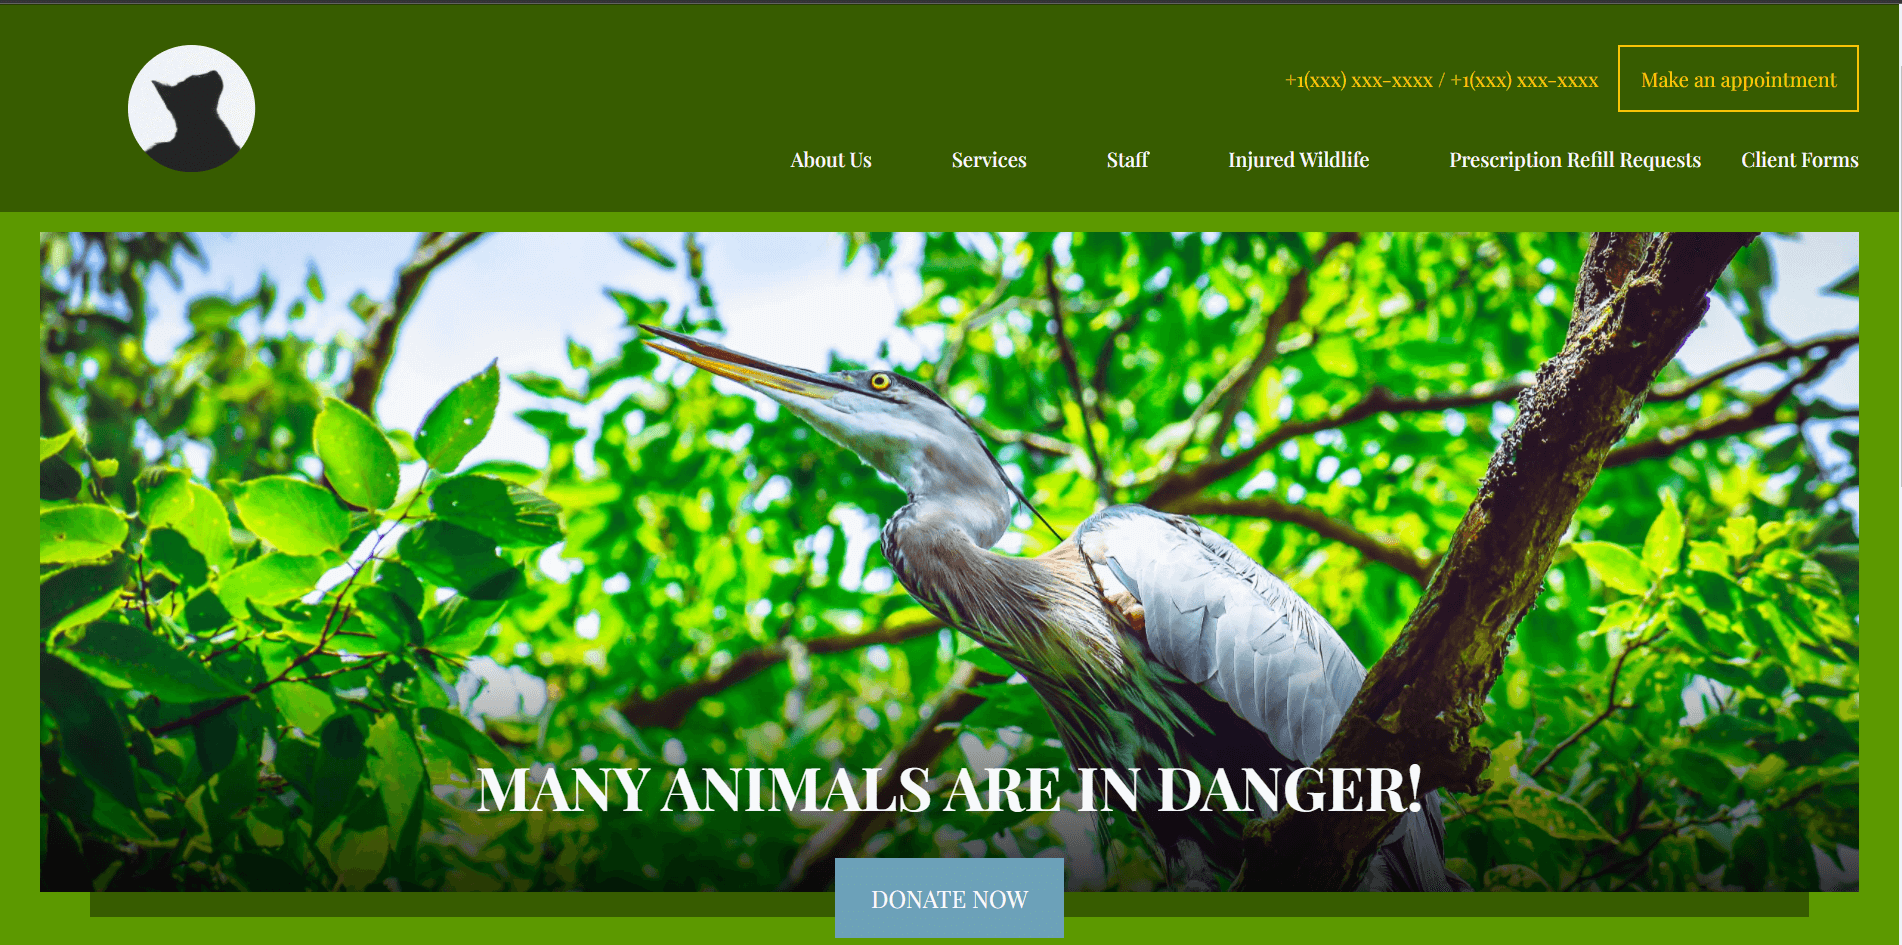 +1(xxx) xxx-xxxx / +1(xxx) xxx-xxxx
Make an appointment
About Us
Services
Staff
Injured Wildlife
Prescription Refill Requests
Client Forms
MANY ANIMALS ARE IN DANGER!
DONATE NOW